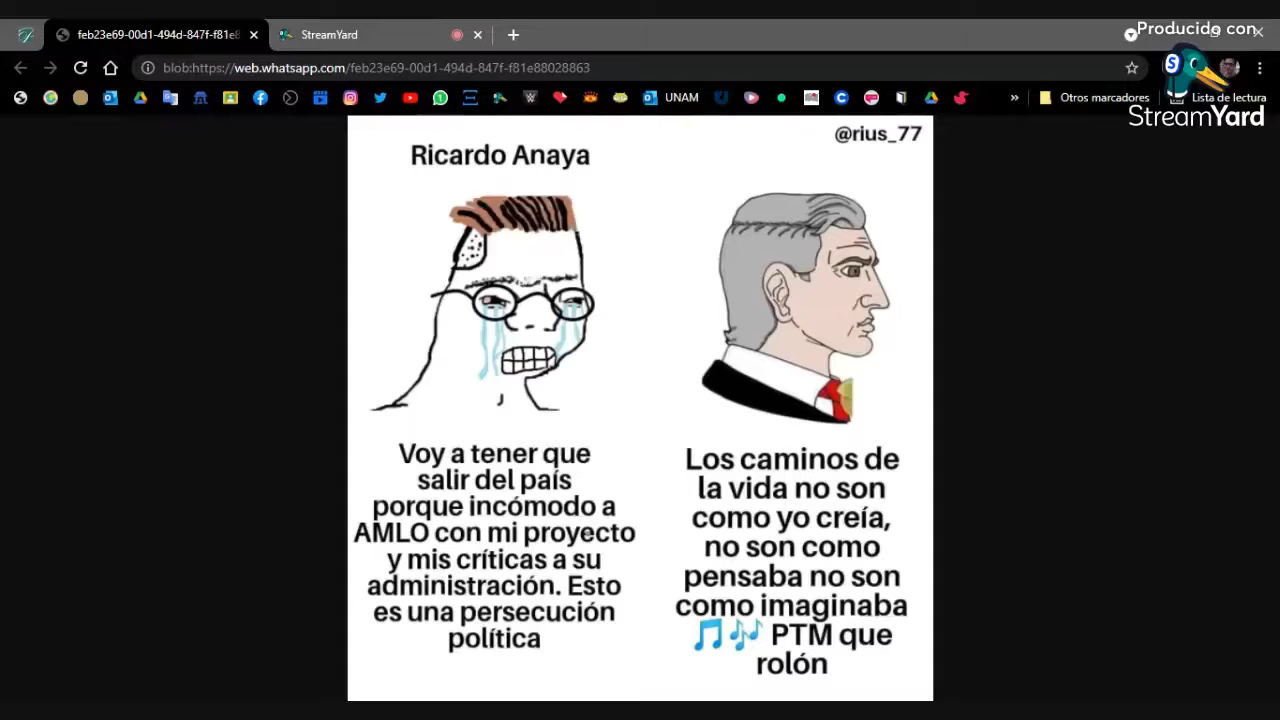 feb23e69-00d1-494d-847f-f81e8
StreamYard
Producido con
blob:https://web.whatsapp.com/feb23e69-00d1-494d-847f-f81e88028863
UNAM
»
Otros marcadores
Lista de lectura
StreamYard
@rius_77
Ricardo Anaya
Voy a tener que
salir del país
porque incómodo a
AMLO con mi proyecto
y mis críticas a su
administración. Esto
es una persecución
política
Los caminos de
la vida no son
como yo creía,
no son como
pensaba no son
como imaginaba
🎵🎶 PTM que
rolón